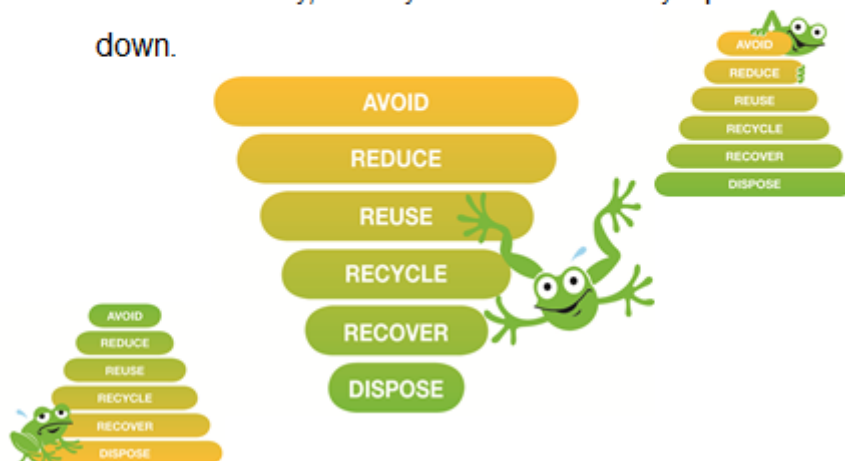 down.
AVOID
REDUCE
REUSE
RECYCLE
RECOVER
DISPOSE
AVOID
REDUCE
REUSE
RECYCLE
RECOVER
DISPOSE
AVOID
REDUCE
REUSE
RECYCLE
RECOVER
DISPOSE